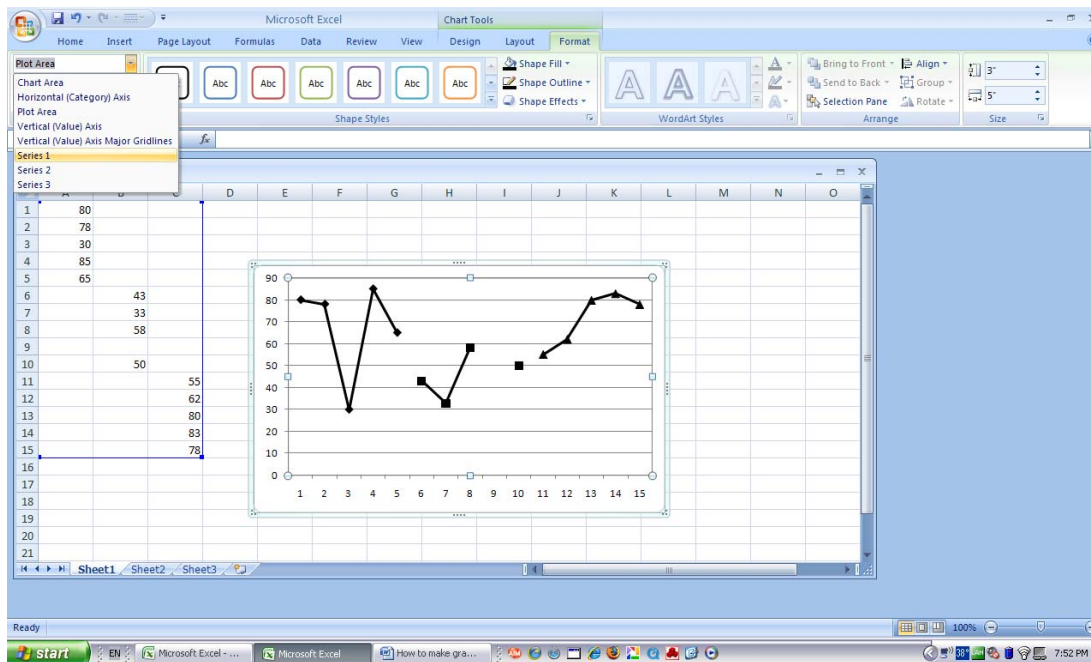 Microsoft Excel Chart Tools
Home Insert Page Layout Formulas Data Review View Design Layout Format
Plot Area
Chart Area
Horizontal (Category) Axis
Plot Area
Vertical (Value) Axis
Vertical (Value) Axis Major Gridlines
Series 1
Series 2
Series 3
Abc Abc Abc Abc Abc Abc
Shape Styles
Shape Fill
Shape Outline
Shape Effects
A A A
WordArt Styles
Bring to Front Align
Send to Back Group
Selection Pane Rotate
Arrange
3"
5"
Size
fx
D E F G H I J K L M N O
1 80
2 78
3 30
4 85
5 65
6 43
7 33
8 58
9
10 50
11 55
12 62
13 80
14 83
15 78
16
17
18
19
20
21
90
80
70
60
50
40
30
20
10
0
1 2 3 4 5 6 7 8 9 10 11 12 13 14 15
Sheet1 Sheet2 Sheet3
Ready 100%
start EN Microsoft Excel - ... Microsoft Excel How to make gra... 38° 7:52 PM